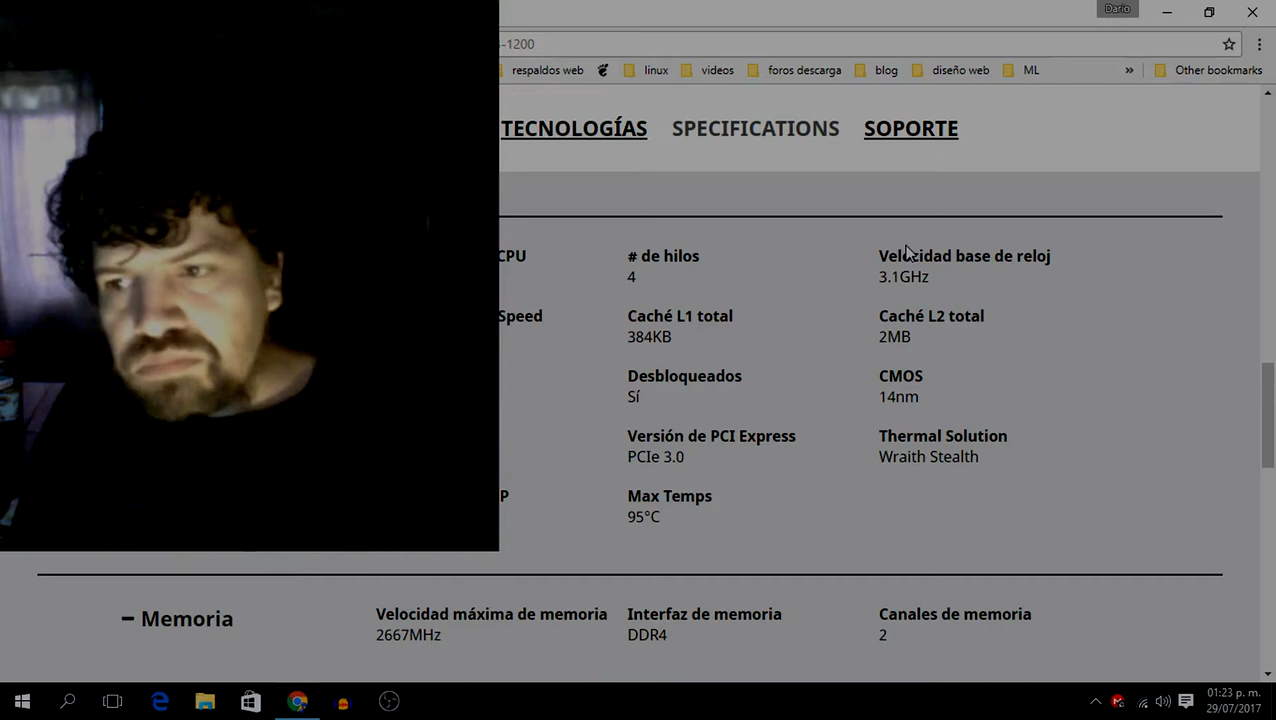 Dario
-1200
respaldos web
linux
videos
foros descarga
blog
diseño web
ML
»
Other bookmarks
TECNOLOGÍAS
SPECIFICATIONS
SOPORTE
CPU
# de hilos
Velocidad base de reloj
4
3.1GHz
Speed
Caché L1 total
Caché L2 total
384KB
2MB
Desbloqueados
CMOS
Sí
14nm
Versión de PCI Express
Thermal Solution
PCIe 3.0
Wraith Stealth
P
Max Temps
95°C
− Memoria
Velocidad máxima de memoria
Interfaz de memoria
Canales de memoria
2667MHz
DDR4
2
01:23 p. m.
29/07/2017